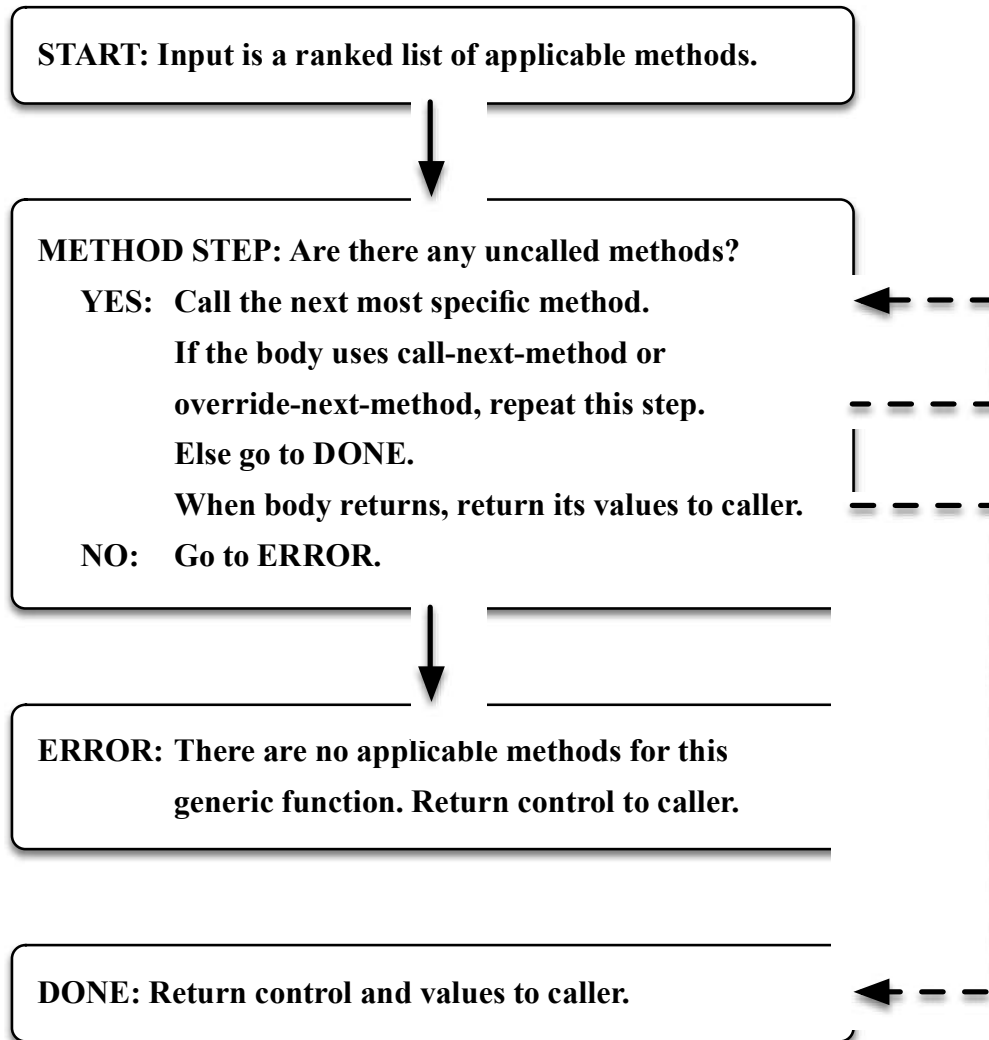 START: Input is a ranked list of applicable methods.
METHOD STEP: Are there any uncalled methods?
YES: Call the next most specific method.
If the body uses call-next-method or
override-next-method, repeat this step.
Else go to DONE.
When body returns, return its values to caller.
NO: Go to ERROR.
ERROR: There are no applicable methods for this
generic function. Return control to caller.
DONE: Return control and values to caller.